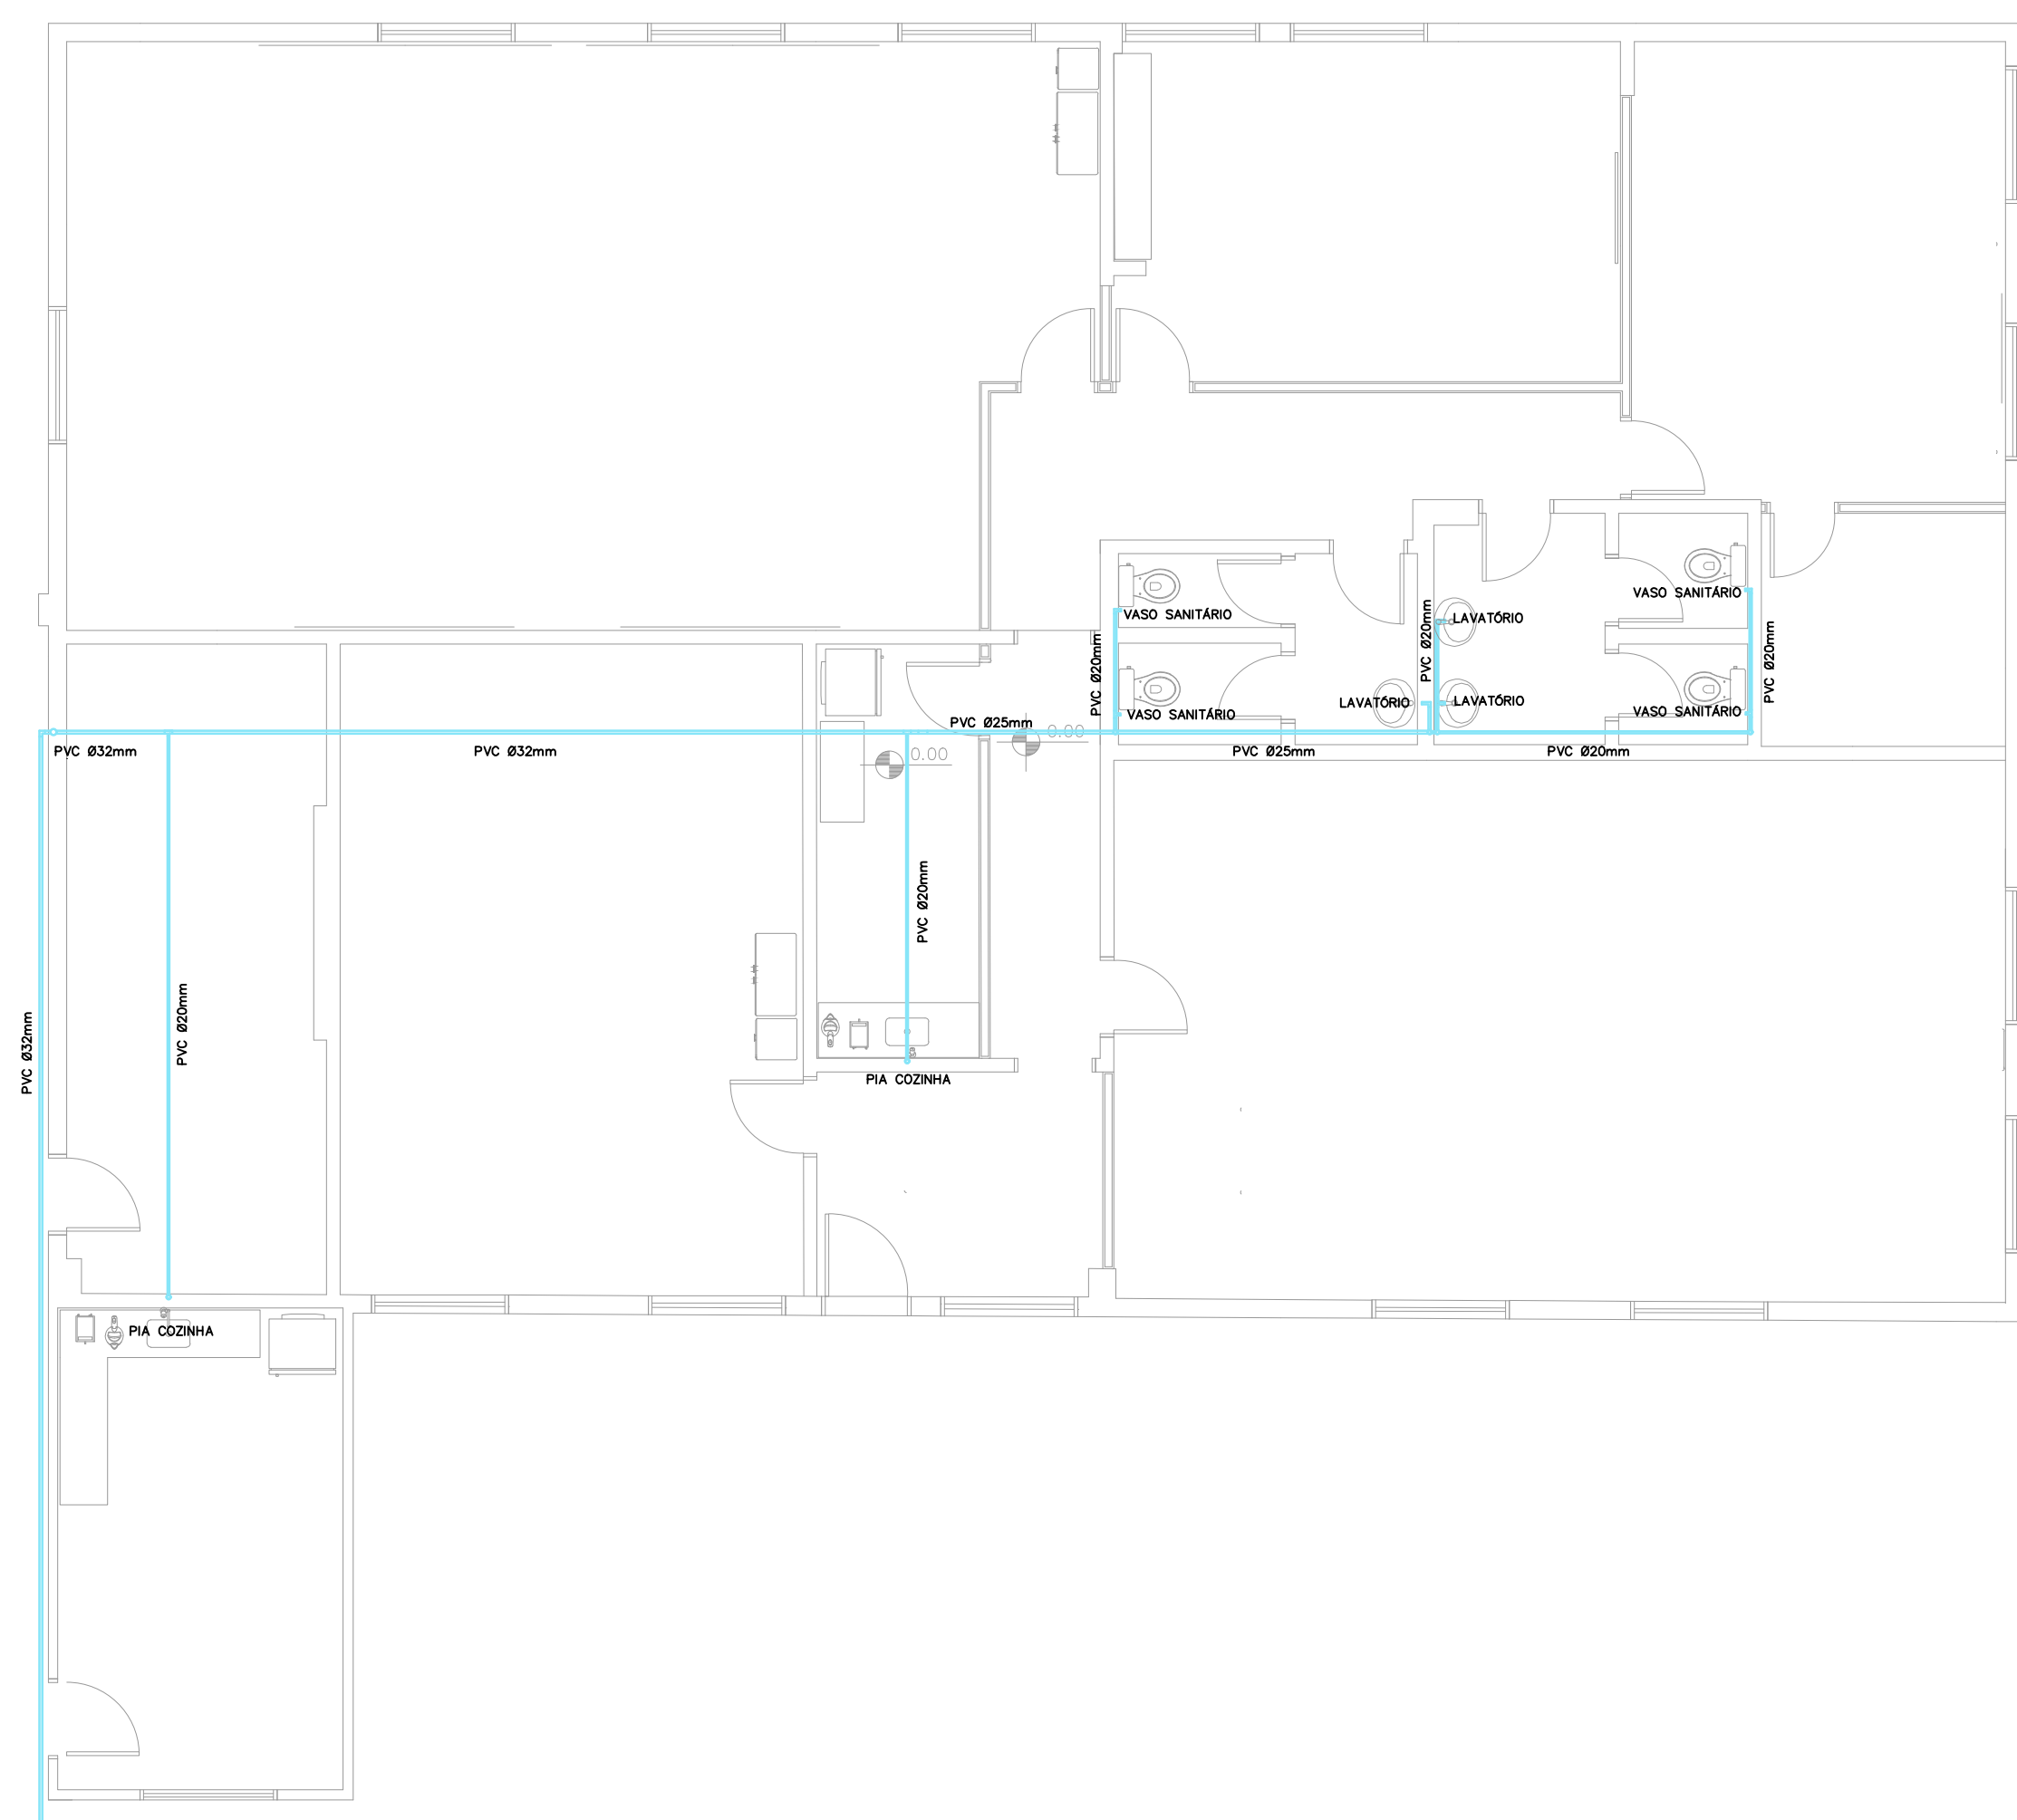 VASO SANITÁRIO
VASO SANITÁRIO
LAVATÓRIO
PVC Ø20mm
PVC Ø20mm
PVC Ø20mm
LAVATÓRIO
LAVATÓRIO
VASO SANITÁRIO
VASO SANITÁRIO
PVC Ø25mm
0.00
0.00
PVC Ø32mm
PVC Ø32mm
PVC Ø25mm
PVC Ø20mm
PVC Ø20mm
PVC Ø20mm
PVC Ø32mm
PIA COZINHA
PIA COZINHA